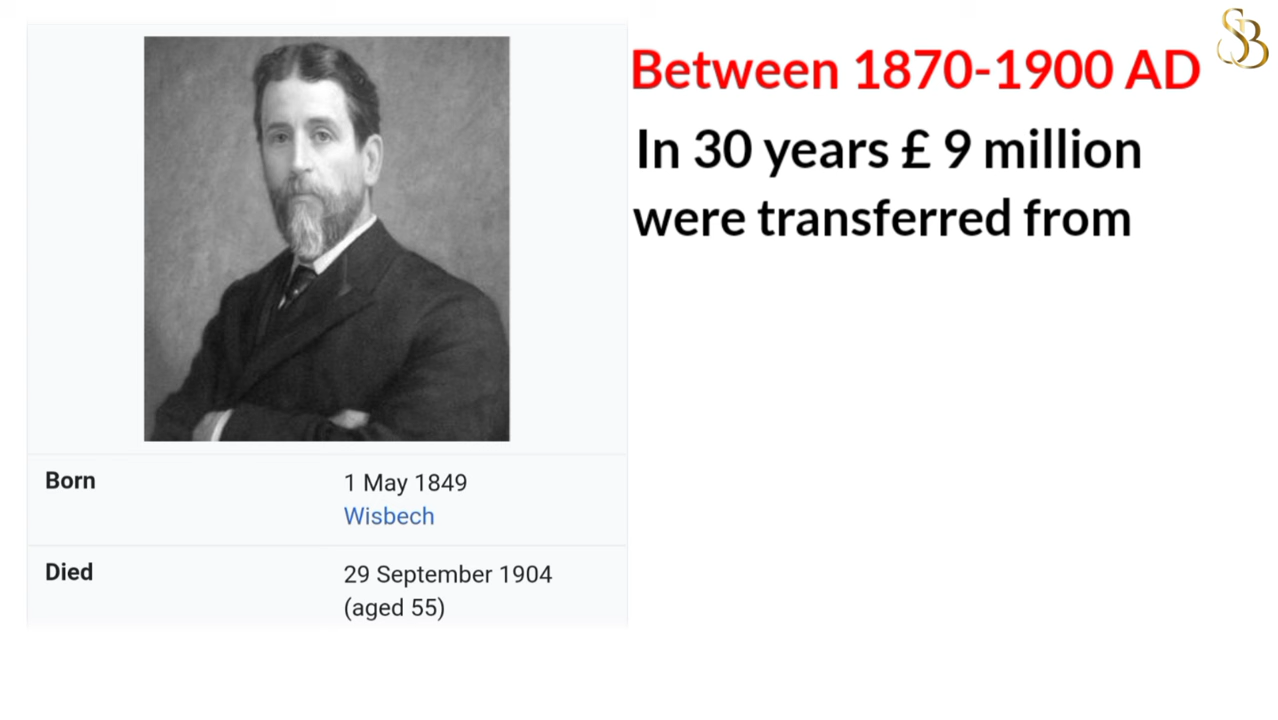 SB
Between 1870-1900 AD
In 30 years £ 9 million
were transferred from
Born
1 May 1849
Wisbech
Died
29 September 1904
(aged 55)